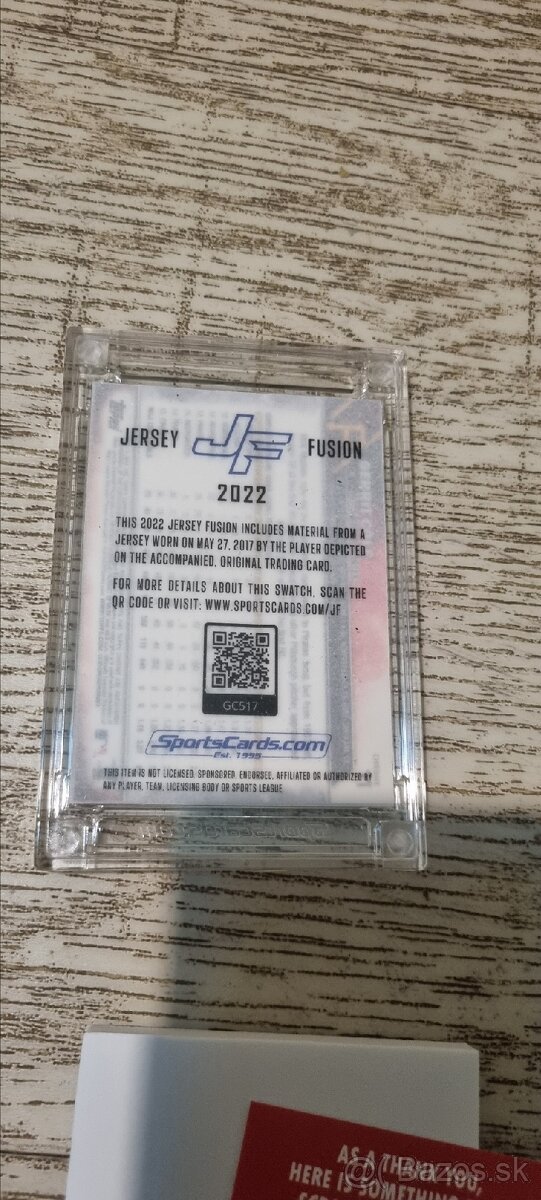 JERSEY JF FUSION
2022
THIS 2022 JERSEY FUSION INCLUDES MATERIAL FROM A
JERSEY WORN ON MAY 27, 2017 BY THE PLAYER DEPICTED
ON THE ACCOMPANIED, ORIGINAL TRADING CARD.
FOR MORE DETAILS ABOUT THIS SWATCH, SCAN THE
QR CODE OR VISIT: WWW.SPORTSCARDS.COM/JF
GC517
SportsCards.com
Est. 1995
THIS ITEM IS NOT LICENSED, SPONSORED, ENDORSED, AFFILIATED OR AUTHORIZED BY
ANY PLAYER, TEAM, LICENSING BODY OR SPORTS LEAGUE
AS A THANK YOU,
HERE IS SOMETHING
Bazos.sk